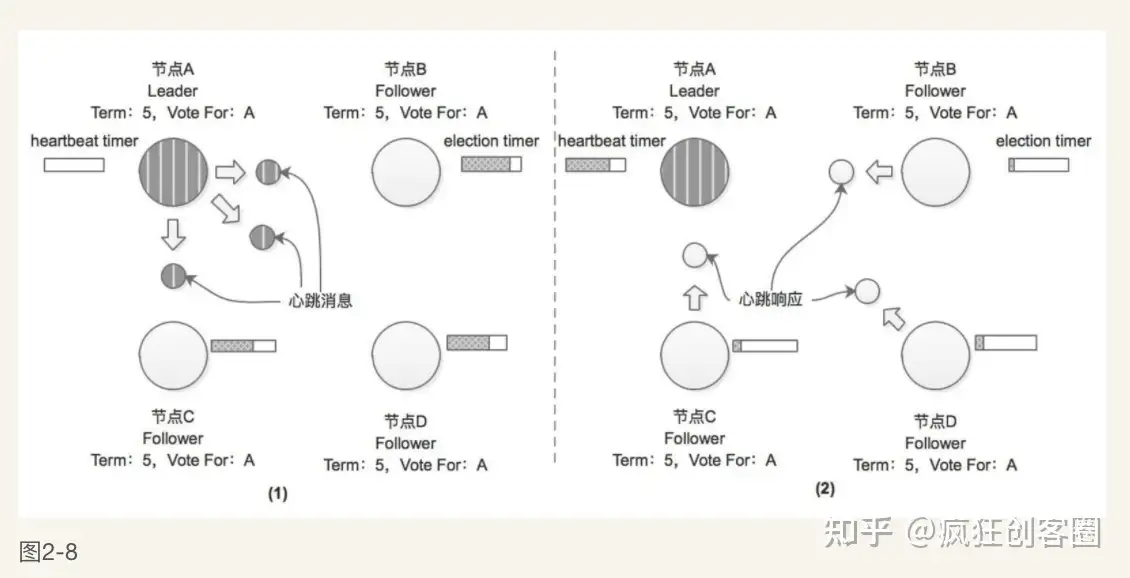 节点A
Leader
Term：5，Vote For：A
heartbeat timer
节点B
Follower
Term：5，Vote For：A
election timer
心跳消息
节点C
Follower
Term：5，Vote For：A
节点D
Follower
Term：5，Vote For：A
(1)
节点A
Leader
Term：5，Vote For：A
heartbeat timer
节点B
Follower
Term：5，Vote For：A
election timer
心跳响应
节点C
Follower
Term：5，Vote For：A
节点D
Follower
Term：5，Vote For：A
(2)
知乎 @疯狂创客圈
图2-8